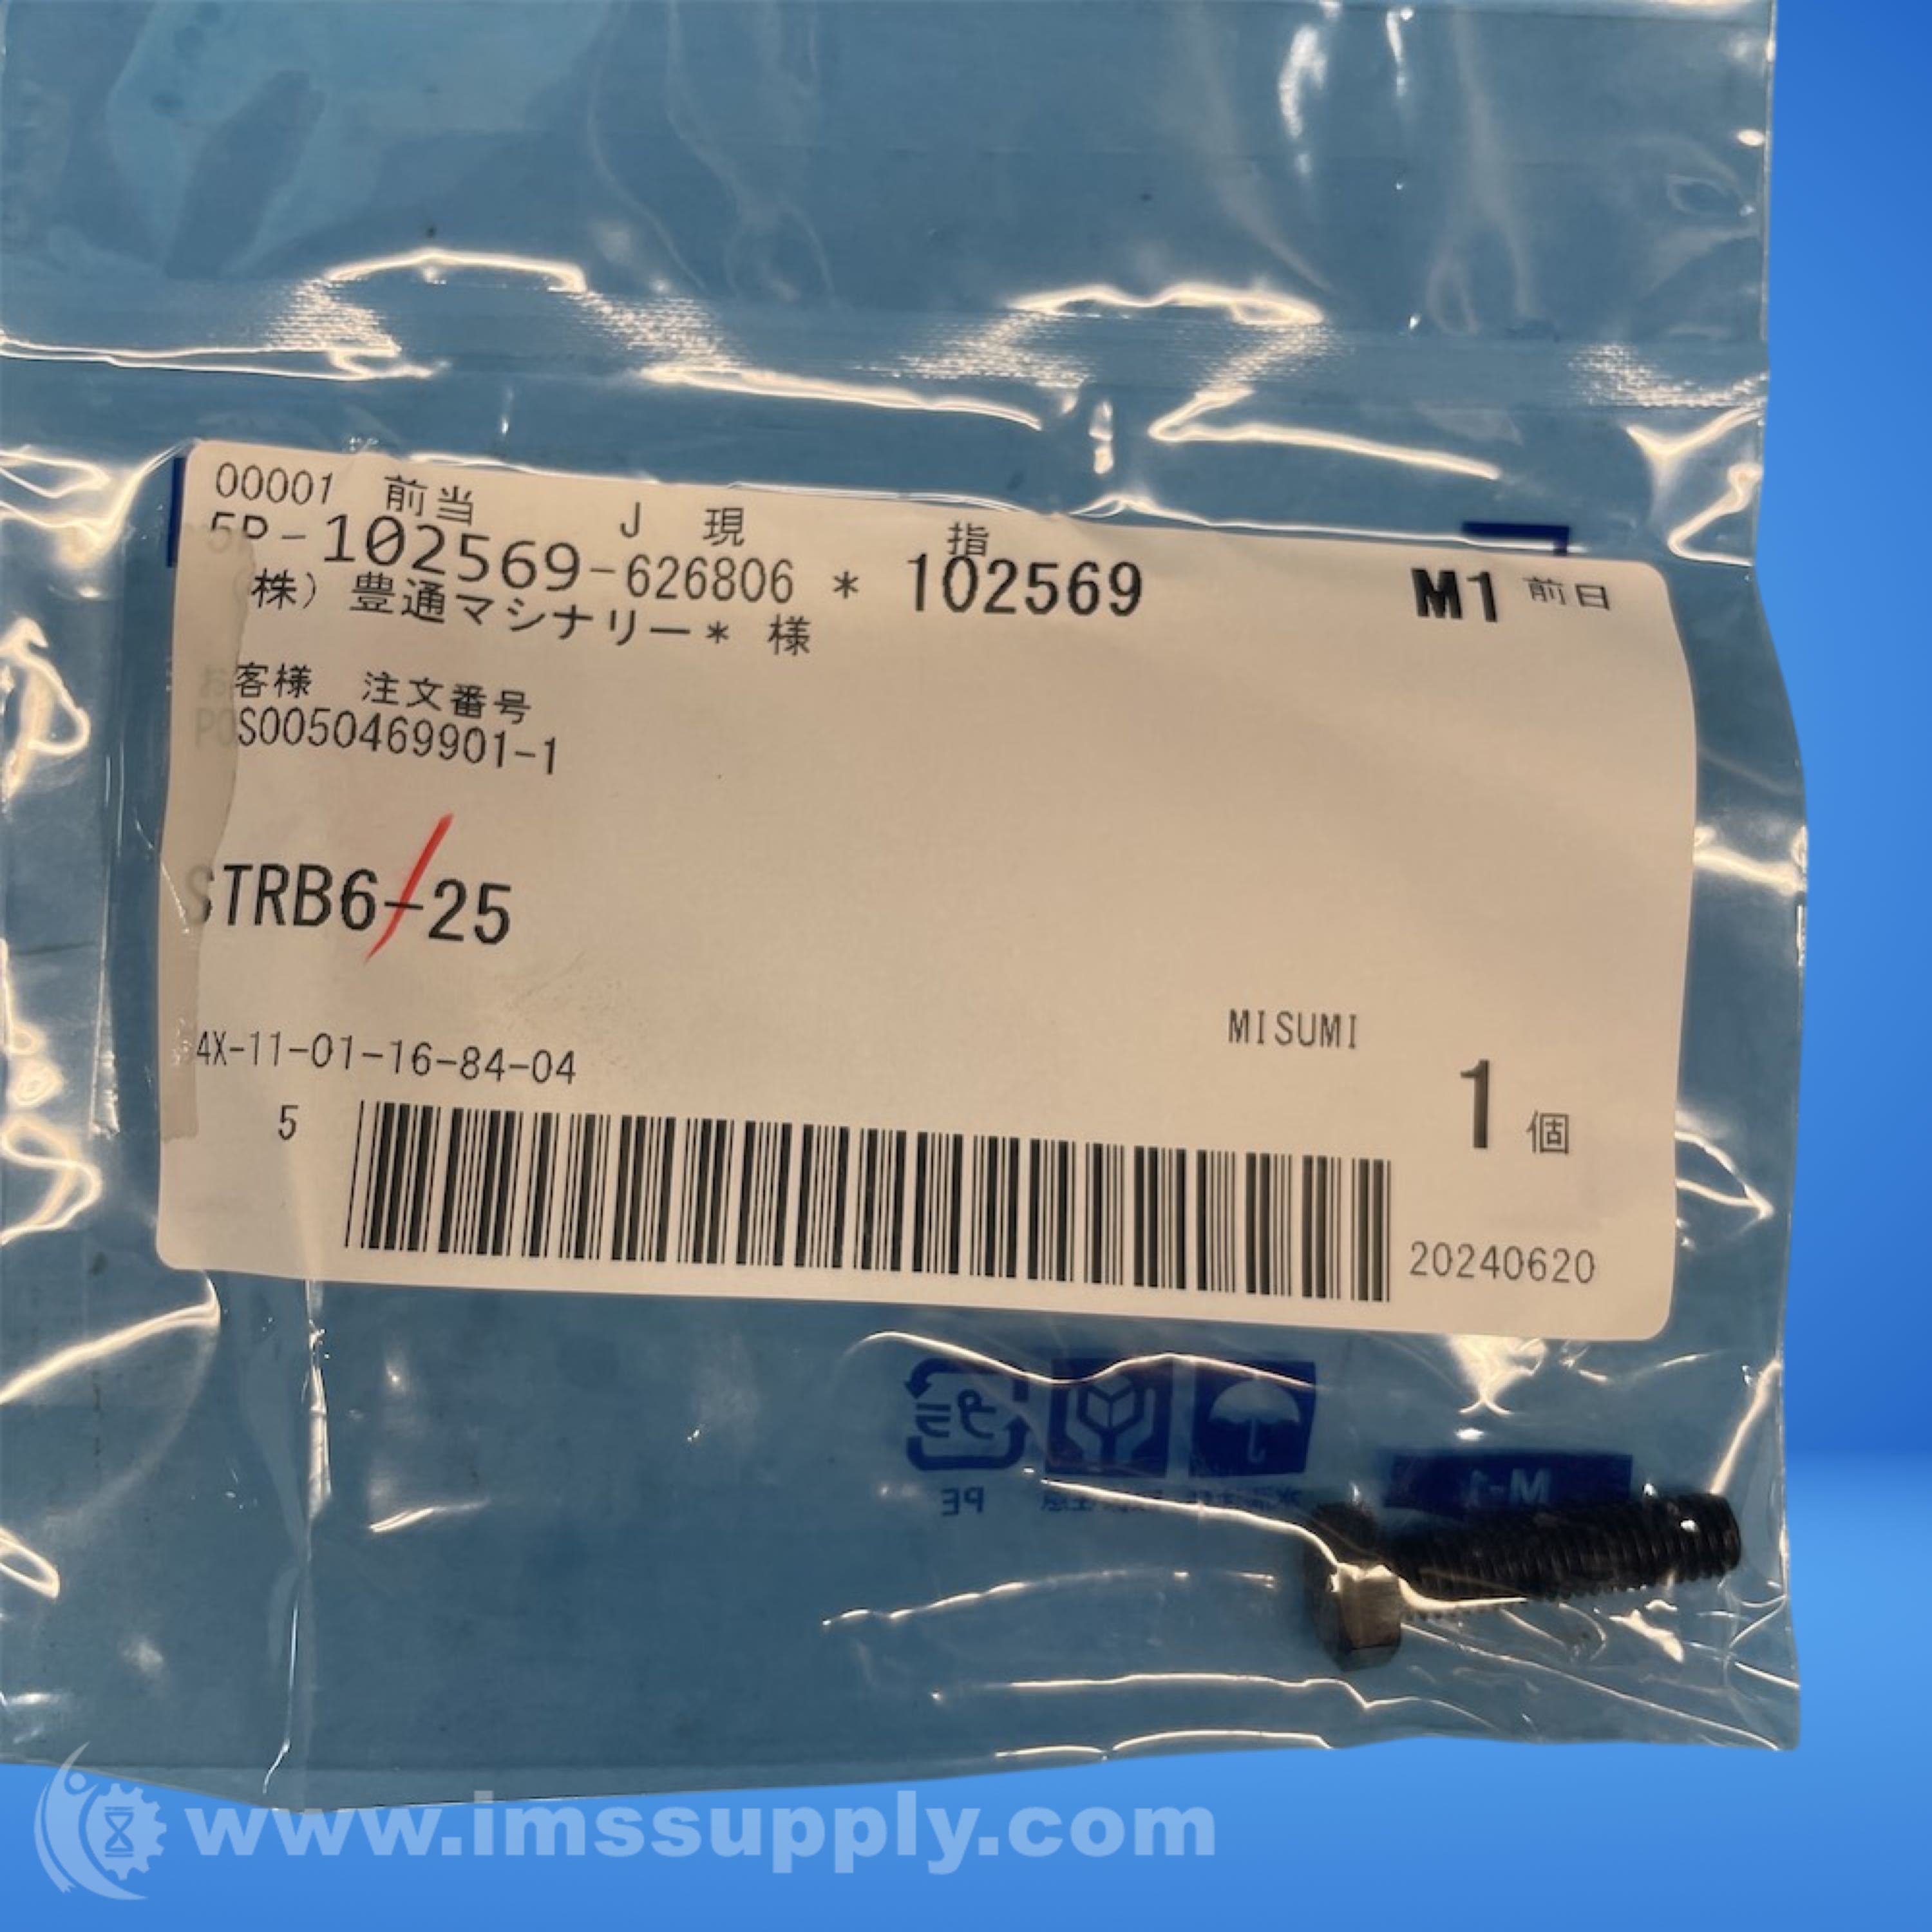 00001 前当 J 現 指
5P-102569-626806 * 102569 M1 前日
(株) 豊通マシナリー* 様
お客様 注文番号
POS0050469901-1
STRB6-25
4X-11-01-16-84-04 MISUMI
5 1 個
20240620
プラ
PE
M-1
www.imssupply.com